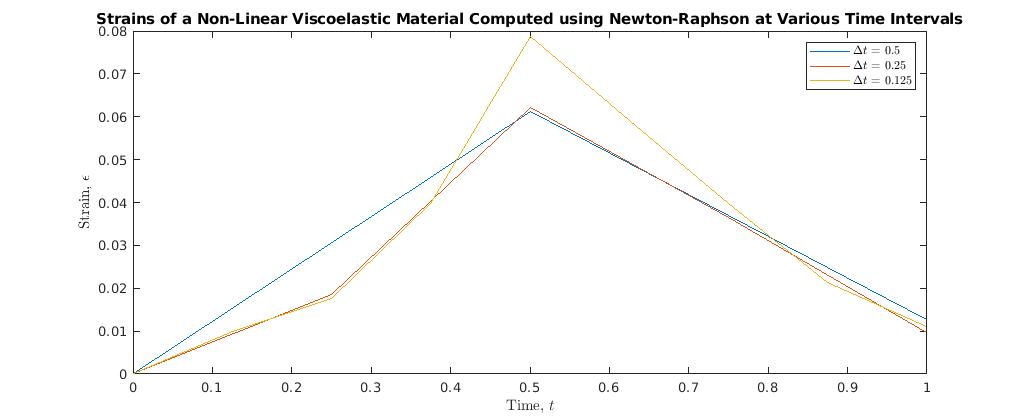 Strains of a Non-Linear Viscoelastic Material Computed using Newton-Raphson at Various Time Intervals
Δt = 0.5
Δt = 0.25
Δt = 0.125
0.08
0.07
0.06
0.05
0.04
0.03
0.02
0.01
0
Strain, ϵ
0 0.1 0.2 0.3 0.4 0.5 0.6 0.7 0.8 0.9 1
Time, t